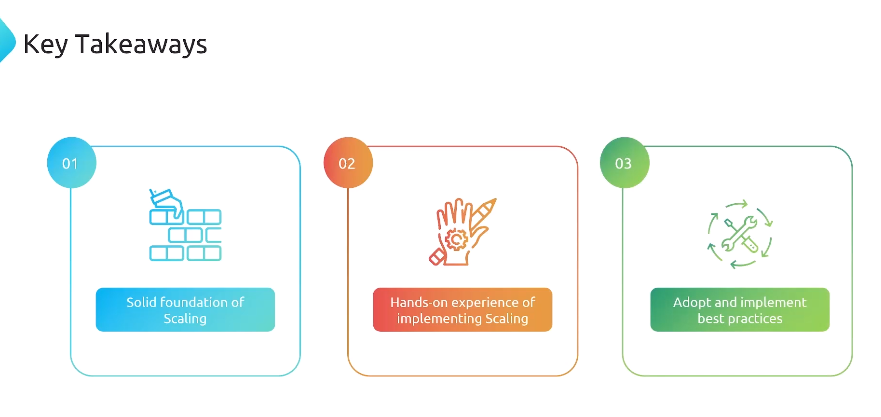 Key Takeaways
01
Solid foundation of
Scaling
02
Hands-on experience of
implementing Scaling
03
Adopt and implement
best practices